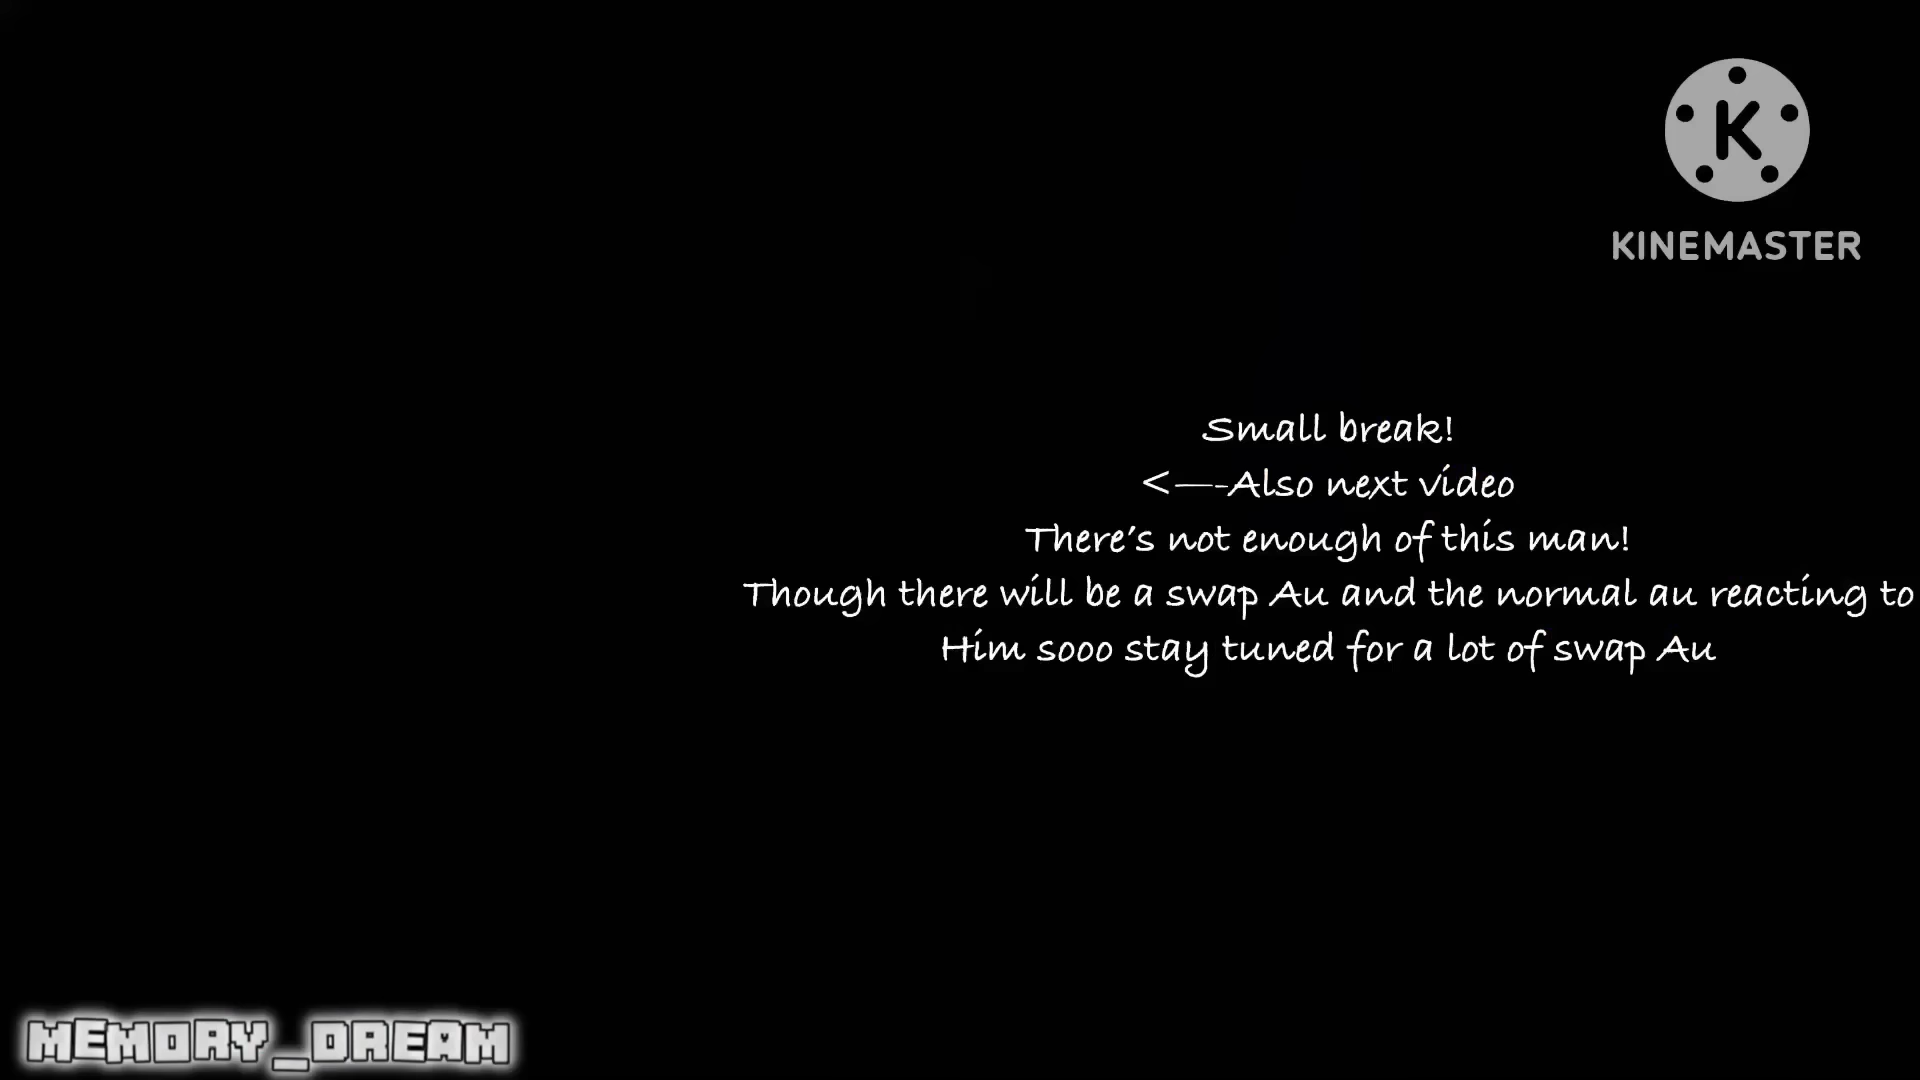 K
KINEMASTER
Small break!
<—-Also next video
There's not enough of this man!
Though there will be a swap Au and the normal au reacting to
Him sooo stay tuned for a lot of swap Au
MEMORY_DREAM